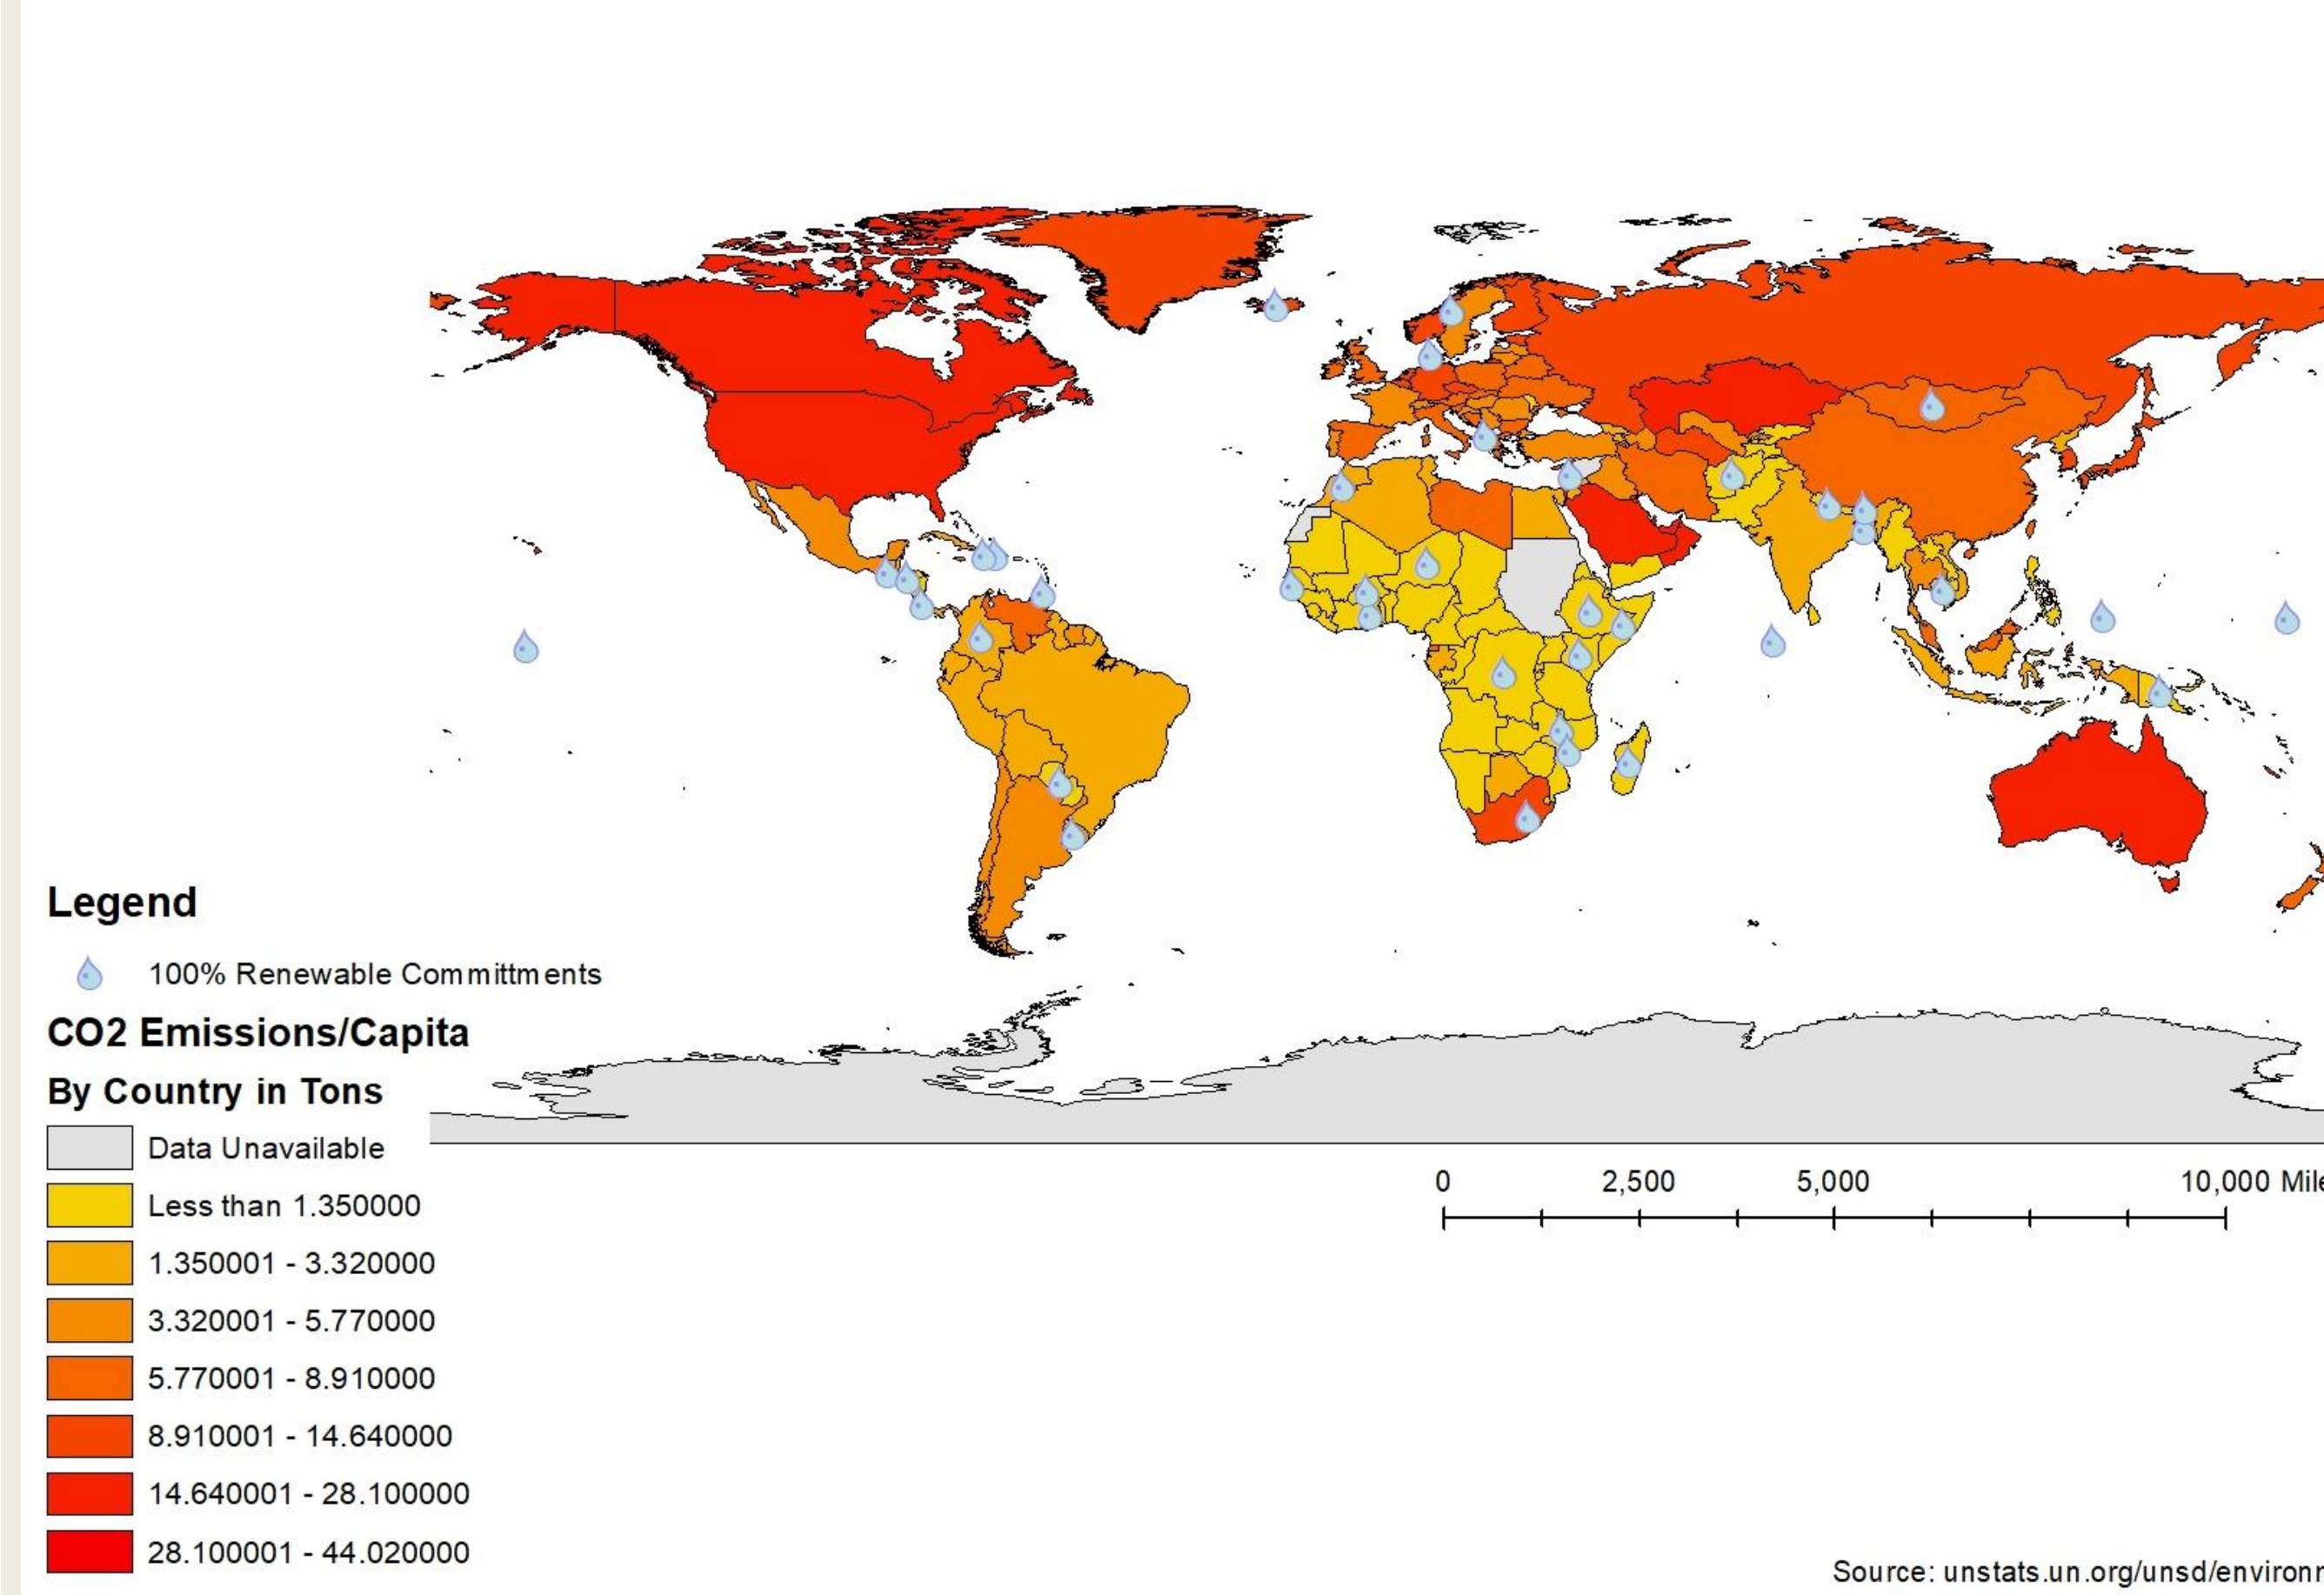 Legend
100% Renewable Committments
CO2 Emissions/Capita
By Country in Tons
Data Unavailable
Less than 1.350000
1.350001 - 3.320000
3.320001 - 5.770000
5.770001 - 8.910000
8.910001 - 14.640000
14.640001 - 28.100000
28.100001 - 44.020000
0 2,500 5,000 10,000
Source: unstats.un.org/unsd/